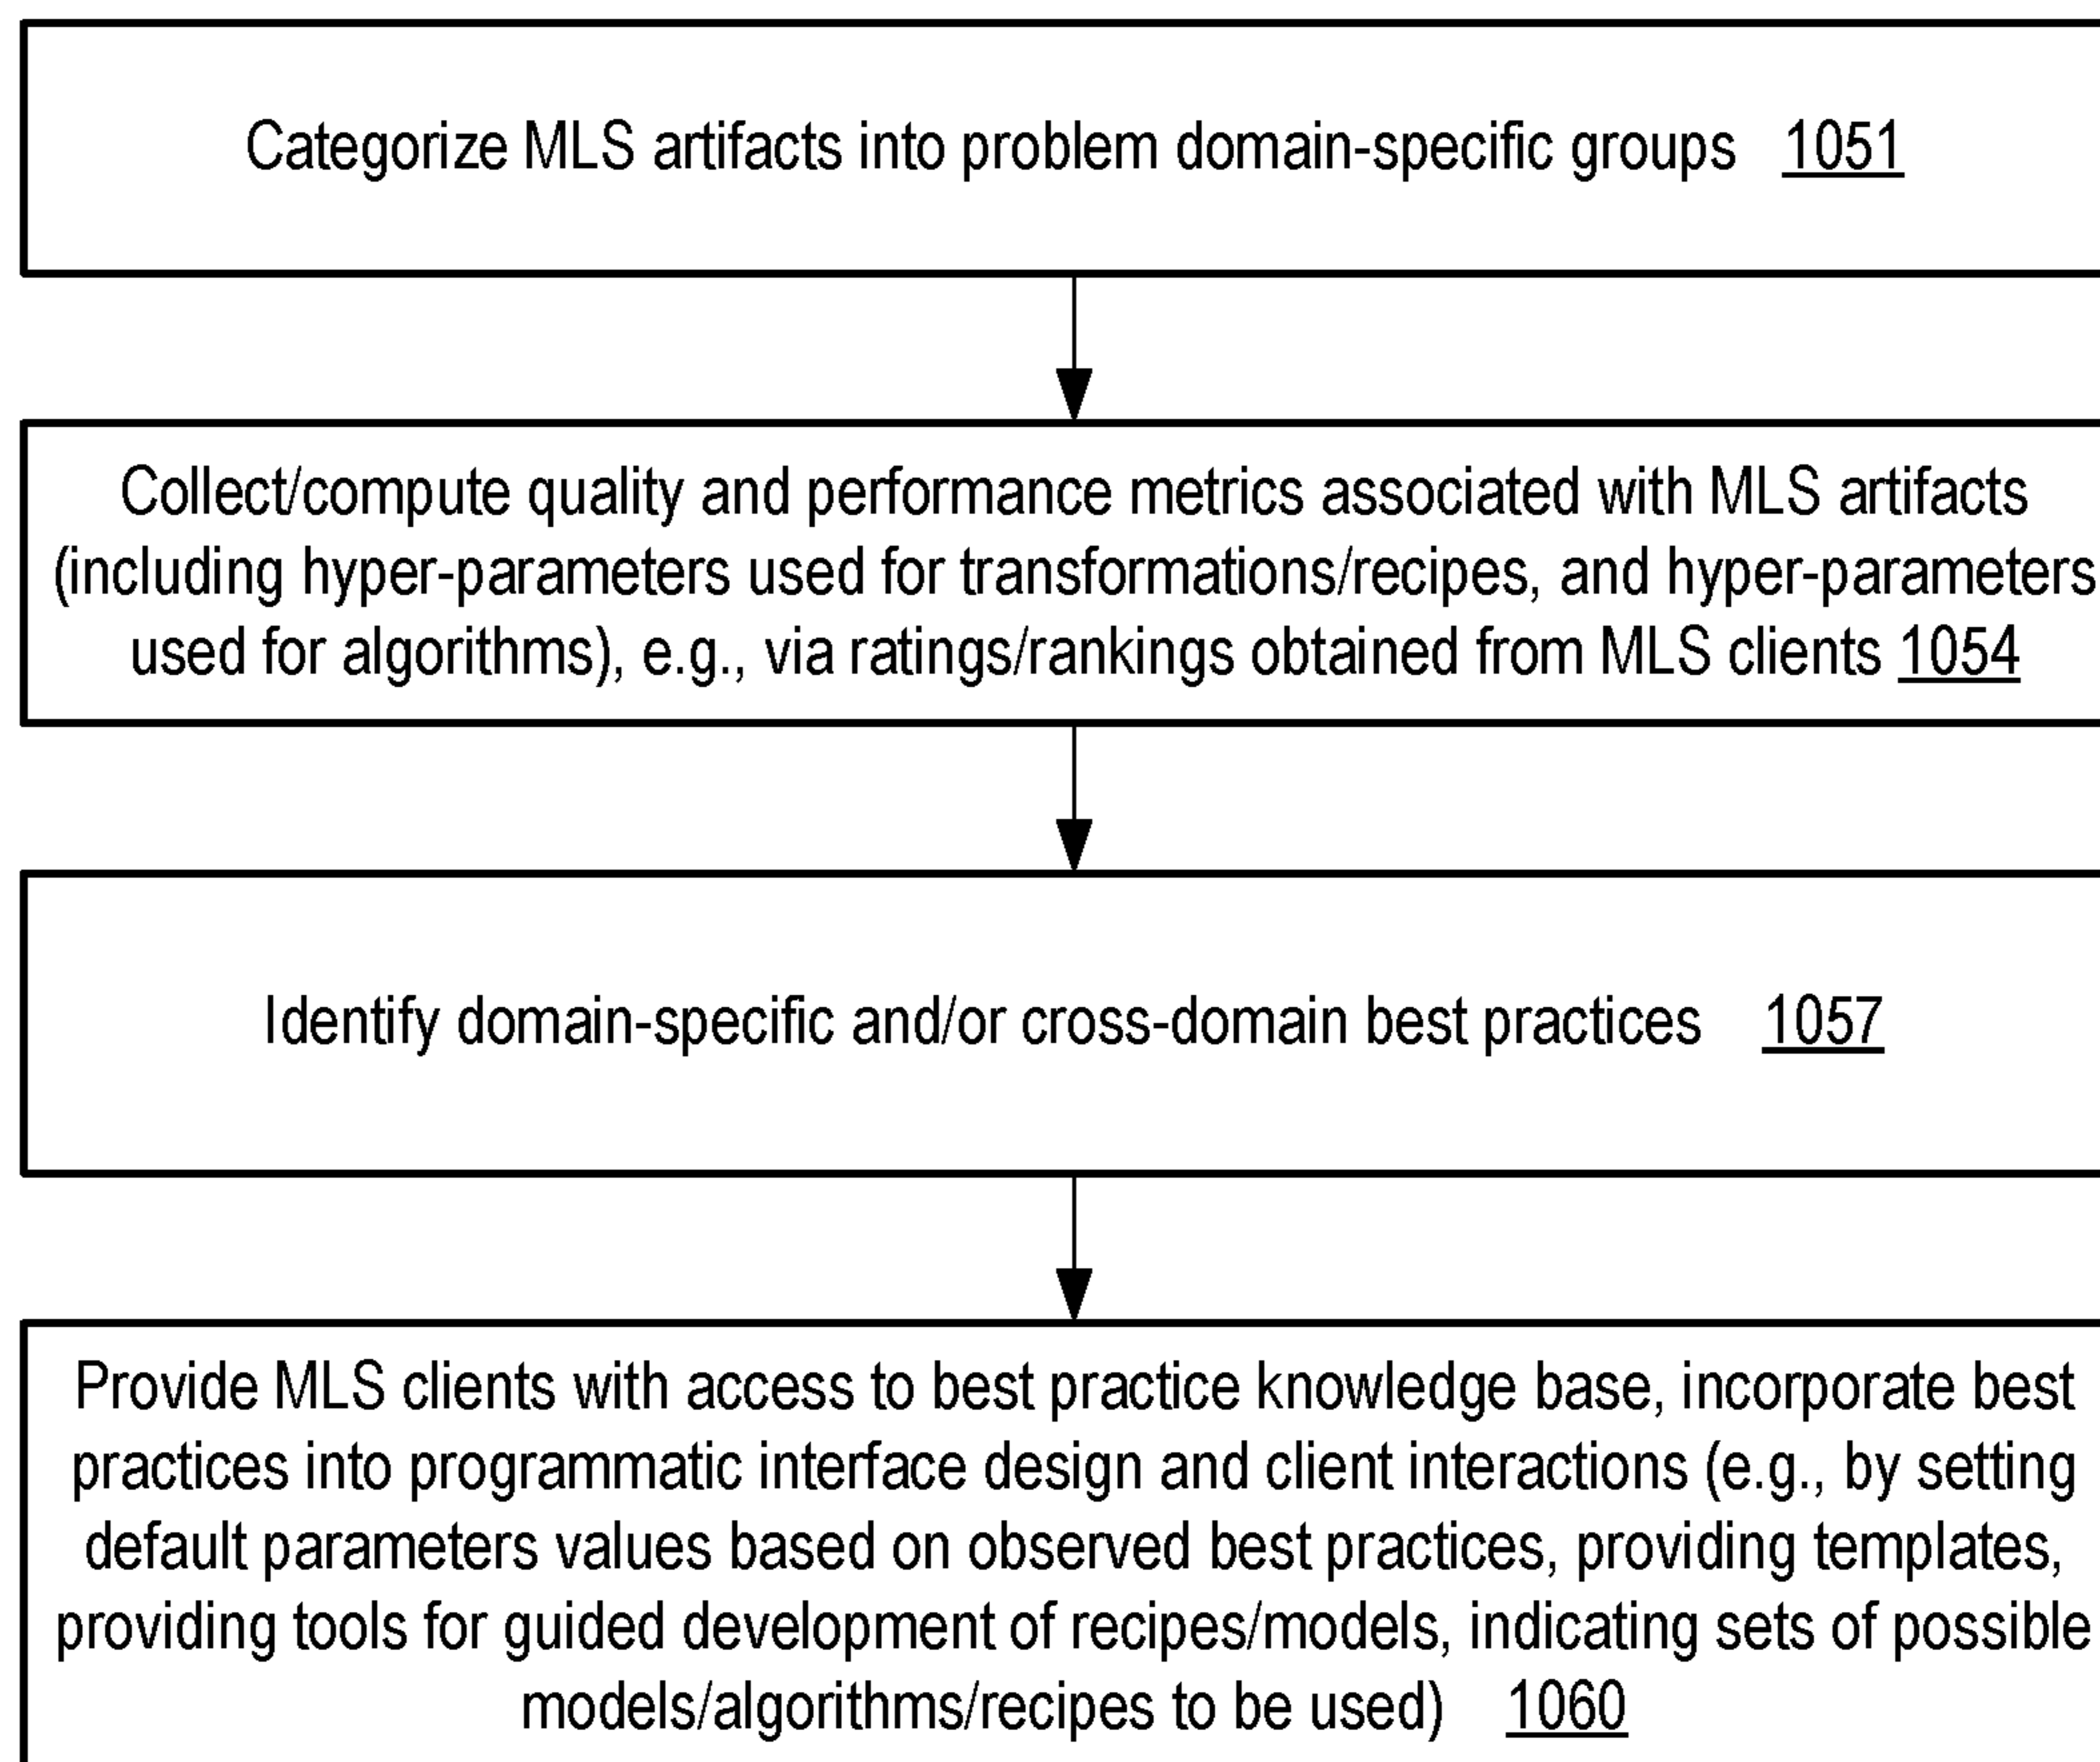 Categorize MLS artifacts into problem domain-specific groups 1051
Collect/compute quality and performance metrics associated with MLS artifacts
(including hyper-parameters used for transformations/recipes, and hyper-parameters
used for algorithms), e.g., via ratings/rankings obtained from MLS clients 1054
Identify domain-specific and/or cross-domain best practices 1057
Provide MLS clients with access to best practice knowledge base, incorporate best
practices into programmatic interface design and client interactions (e.g., by setting
default parameters values based on observed best practices, providing templates,
providing tools for guided development of recipes/models, indicating sets of possible
models/algorithms/recipes to be used) 1060